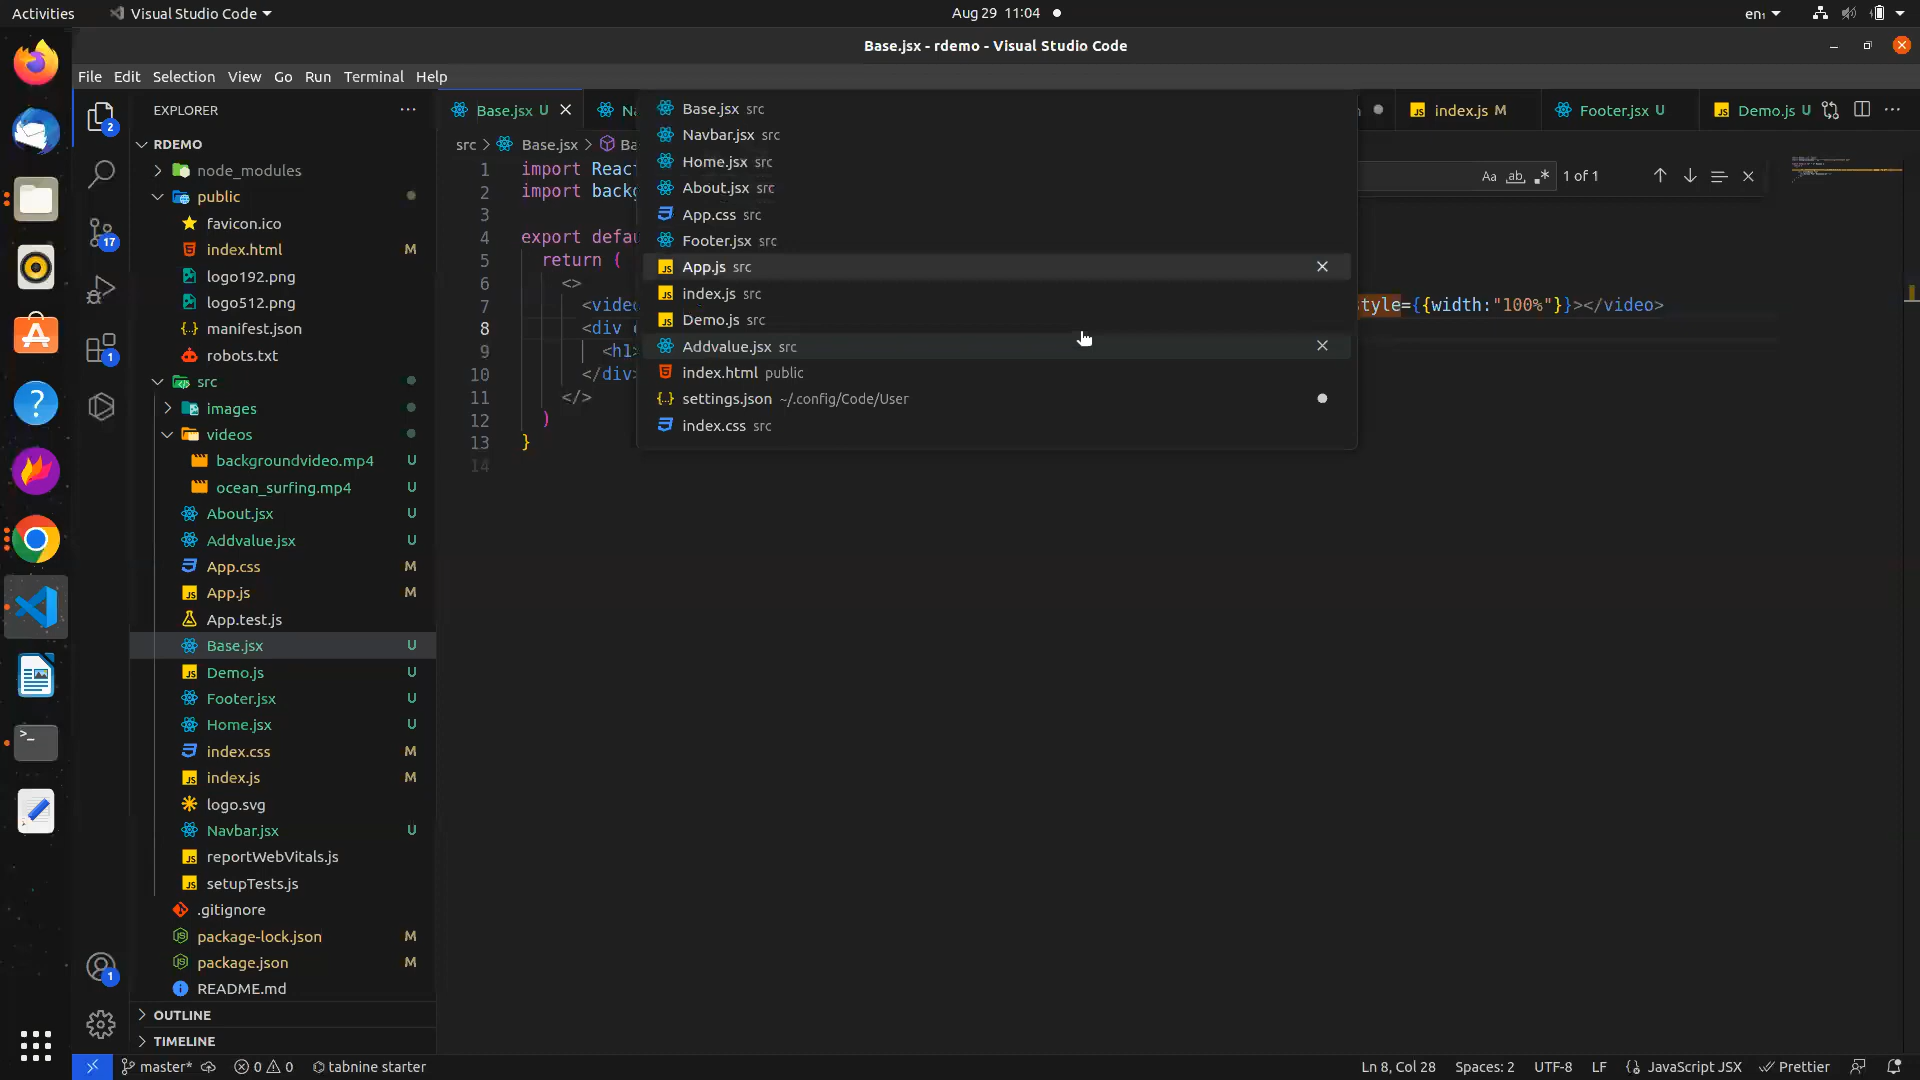 Activities
Visual Studio Code
Aug 29 11:04
en₁
Base.jsx - rdemo - Visual Studio Code
File Edit Selection View Go Run Terminal Help
EXPLORER
RDEMO
node_modules
public
favicon.ico
index.html M
logo192.png
logo512.png
manifest.json
robots.txt
src
images
videos
backgroundvideo.mp4 U
ocean_surfing.mp4 U
About.jsx U
Addvalue.jsx U
App.css M
App.js M
App.test.js
Base.jsx U
Demo.js U
Footer.jsx U
Home.jsx U
index.css M
index.js M
logo.svg
Navbar.jsx U
reportWebVitals.js
setupTests.js
.gitignore
package-lock.json M
package.json M
README.md
OUTLINE
TIMELINE
2
17
1
1
Base.jsx U
index.js M
Footer.jsx U
Demo.js U
src > Base.jsx >
Aa ab 1 of 1
1 import Reac
2 import back
3
4 export defa
5 return (
6 <>
7 <vide
style={{width:"100%"}}></video>
8 <div
9 <h1>
10 </div>
11 </>
12 )
13 }
14
Base.jsx src
Navbar.jsx src
Home.jsx src
About.jsx src
App.css src
Footer.jsx src
App.js src
index.js src
Demo.js src
Addvalue.jsx src
index.html public
settings.json ~/.config/Code/User
index.css src
master* 0 0 tabnine starter
Ln 8, Col 28 Spaces: 2 UTF-8 LF JavaScript JSX Prettier